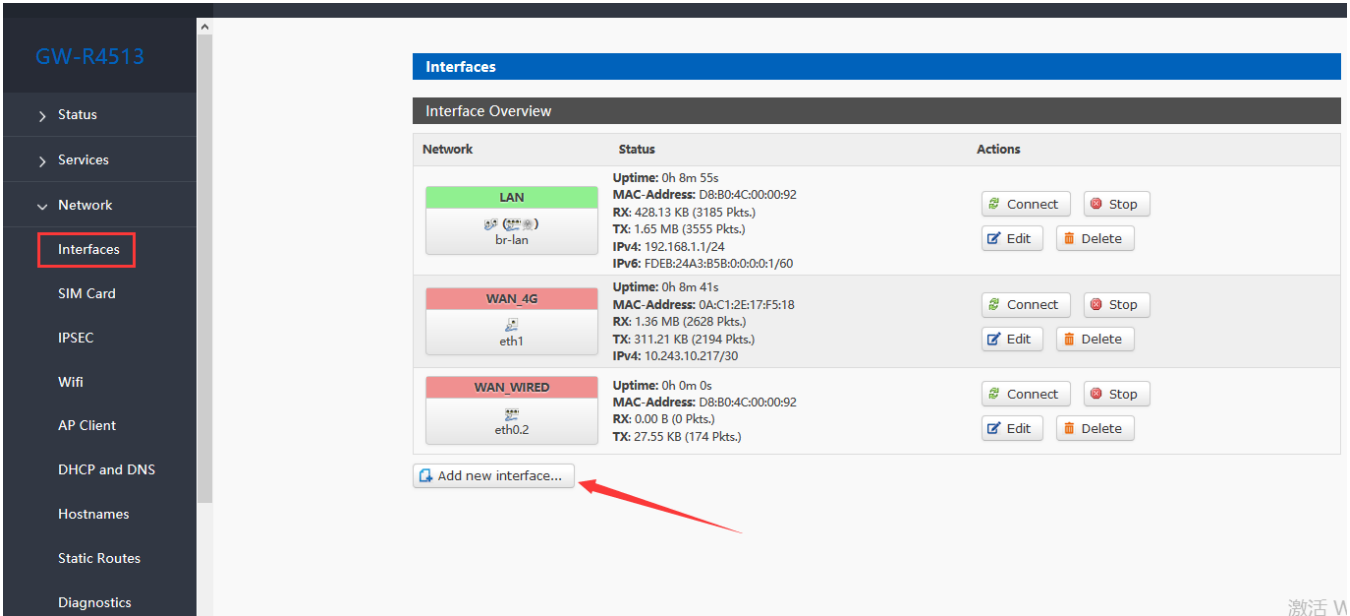 GW-R4513
Status
Services
Network
Interfaces
SIM Card
IPSEC
Wifi
AP Client
DHCP and DNS
Hostnames
Static Routes
Diagnostics
Interfaces
Interface Overview
Network Status Actions
LAN
br-lan
Uptime: 0h 8m 55s
MAC-Address: D8:B0:4C:00:00:92
RX: 428.13 KB (3185 Pkts.)
TX: 1.65 MB (3555 Pkts.)
IPv4: 192.168.1.1/24
IPv6: FDEB:24A3:B5B:0:0:0:0:1/60
Connect Stop
Edit Delete
WAN_4G
eth1
Uptime: 0h 8m 41s
MAC-Address: 0A:C1:2E:17:F5:18
RX: 1.36 MB (2628 Pkts.)
TX: 311.21 KB (2194 Pkts.)
IPv4: 10.243.10.217/30
Connect Stop
Edit Delete
WAN_WIRED
eth0.2
Uptime: 0h 0m 0s
MAC-Address: D8:B0:4C:00:00:92
RX: 0.00 B (0 Pkts.)
TX: 27.55 KB (174 Pkts.)
Connect Stop
Edit Delete
Add new interface...
激活 W